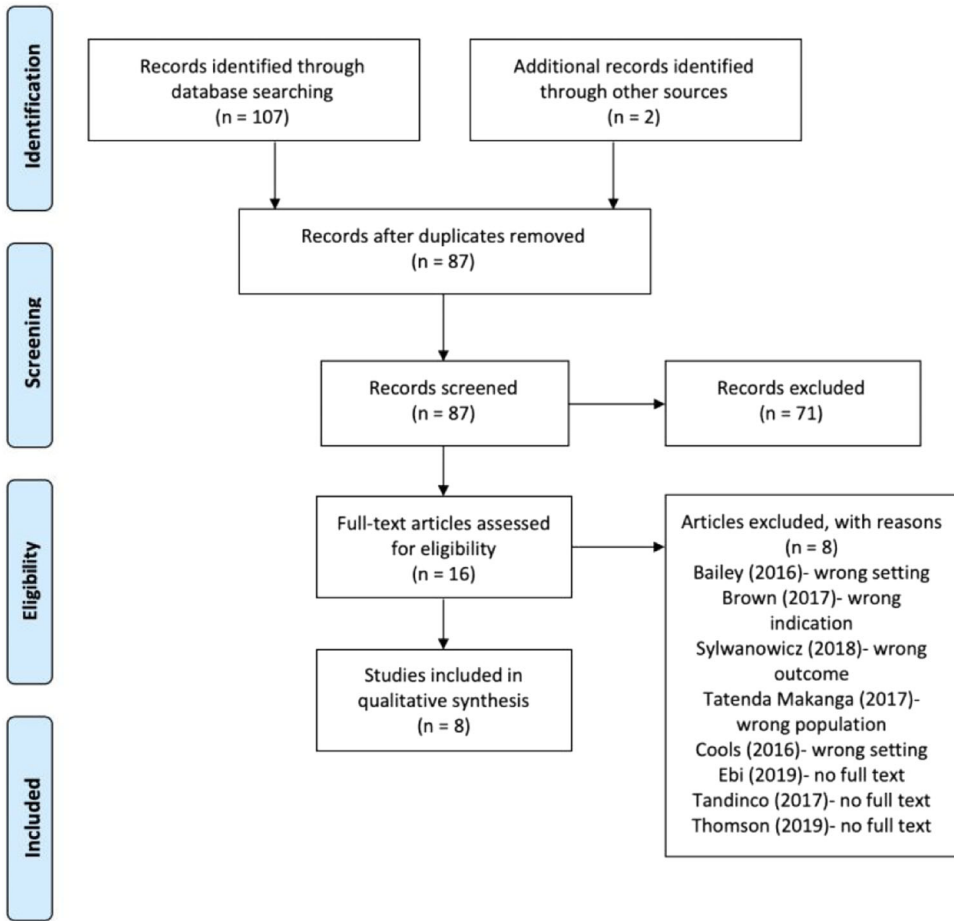 Identification
Records identified through
database searching
(n = 107)
Additional records identified
through other sources
(n = 2)
Records after duplicates removed
(n = 87)
Screening
Records screened
(n = 87)
Records excluded
(n = 71)
Eligibility
Full-text articles assessed
for eligibility
(n = 16)
Articles excluded, with reasons
(n = 8)
Bailey (2016)- wrong setting
Brown (2017)- wrong
indication
Sylwanowicz (2018)- wrong
outcome
Tatenda Makanga (2017)-
wrong population
Cools (2016)- wrong setting
Ebi (2019)- no full text
Tandinco (2017)- no full text
Thomson (2019)- no full text
Studies included in
qualitative synthesis
(n = 8)
Included